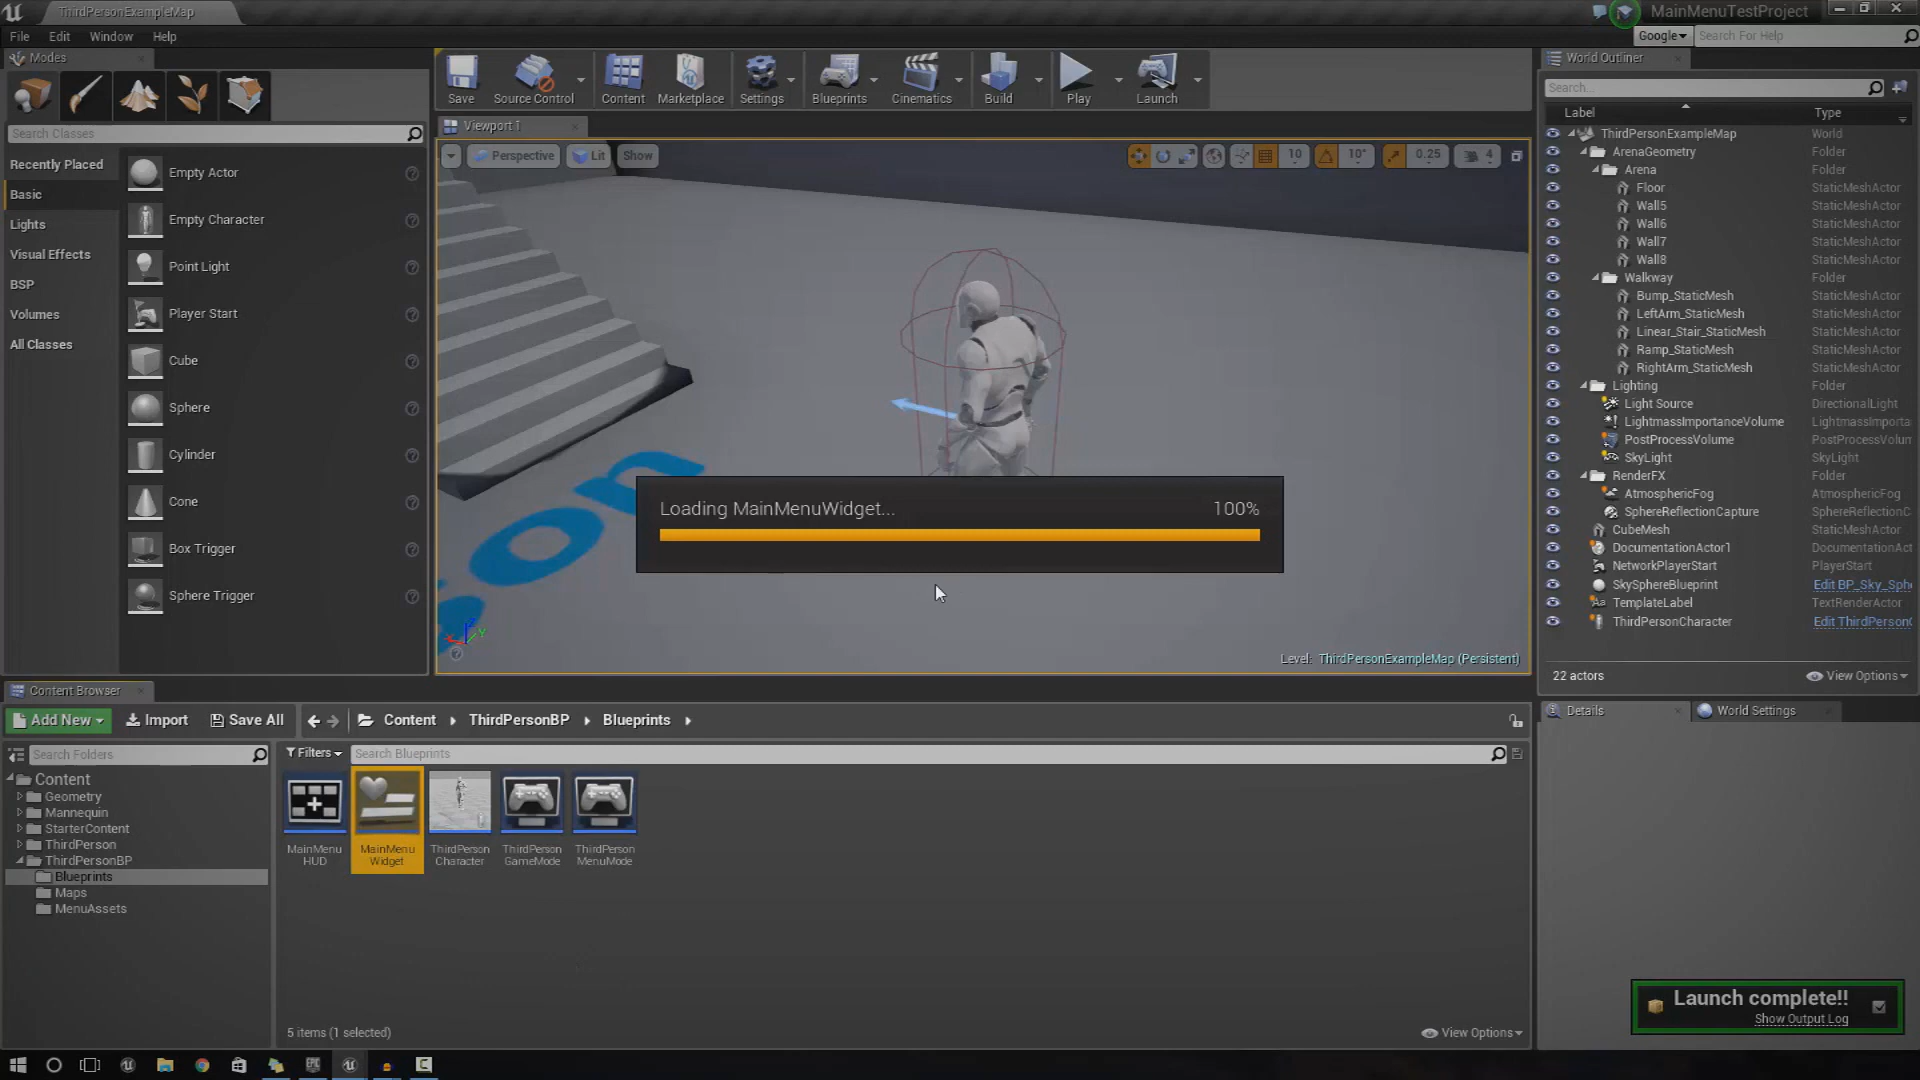 ThirdPersonExampleMap
MainMenuTestProject
File Edit Window Help
Google Search For Help
Modes
Search Classes
Recently Placed
Basic
Lights
Visual Effects
BSP
Volumes
All Classes
Empty Actor
Empty Character
Point Light
Player Start
Cube
Sphere
Cylinder
Cone
Box Trigger
Sphere Trigger
Save Source Control Content Marketplace Settings Blueprints Cinematics Build Play Launch
Viewport 1
Perspective Lit Show 10 10° 0.25 4
Loading MainMenuWidget... 100%
Level: ThirdPersonExampleMap (Persistent)
World Outliner
Search...
Label Type
ThirdPersonExampleMap World
ArenaGeometry Folder
Arena Folder
Floor StaticMeshActor
Wall5 StaticMeshActor
Wall6 StaticMeshActor
Wall7 StaticMeshActor
Wall8 StaticMeshActor
Walkway Folder
Bump_StaticMesh StaticMeshActor
LeftArm_StaticMesh StaticMeshActor
Linear_Stair_StaticMesh StaticMeshActor
Ramp_StaticMesh StaticMeshActor
RightArm_StaticMesh StaticMeshActor
Lighting Folder
Light Source DirectionalLight
LightmassImportanceVolume LightmassImporta
PostProcessVolume PostProcessVolum
SkyLight SkyLight
RenderFX Folder
AtmosphericFog AtmosphericFog
SphereReflectionCapture SphereReflectionC
CubeMesh StaticMeshActor
DocumentationActor1 DocumentationAct
NetworkPlayerStart PlayerStart
SkySphereBlueprint Edit BP_Sky_Sph
TemplateLabel TextRenderActor
ThirdPersonCharacter Edit ThirdPerson
22 actors View Options
Details World Settings
Content Browser
Add New Import Save All Content ThirdPersonBP Blueprints
Search Folders
Filters Search Blueprints
Content
Geometry
Mannequin
StarterContent
ThirdPerson
ThirdPersonBP
Blueprints
Maps
MenuAssets
MainMenu
HUD
MainMenu
Widget
ThirdPerson
Character
ThirdPerson
GameMode
ThirdPerson
MenuMode
5 items (1 selected) View Options
Launch complete!!
Show Output Log